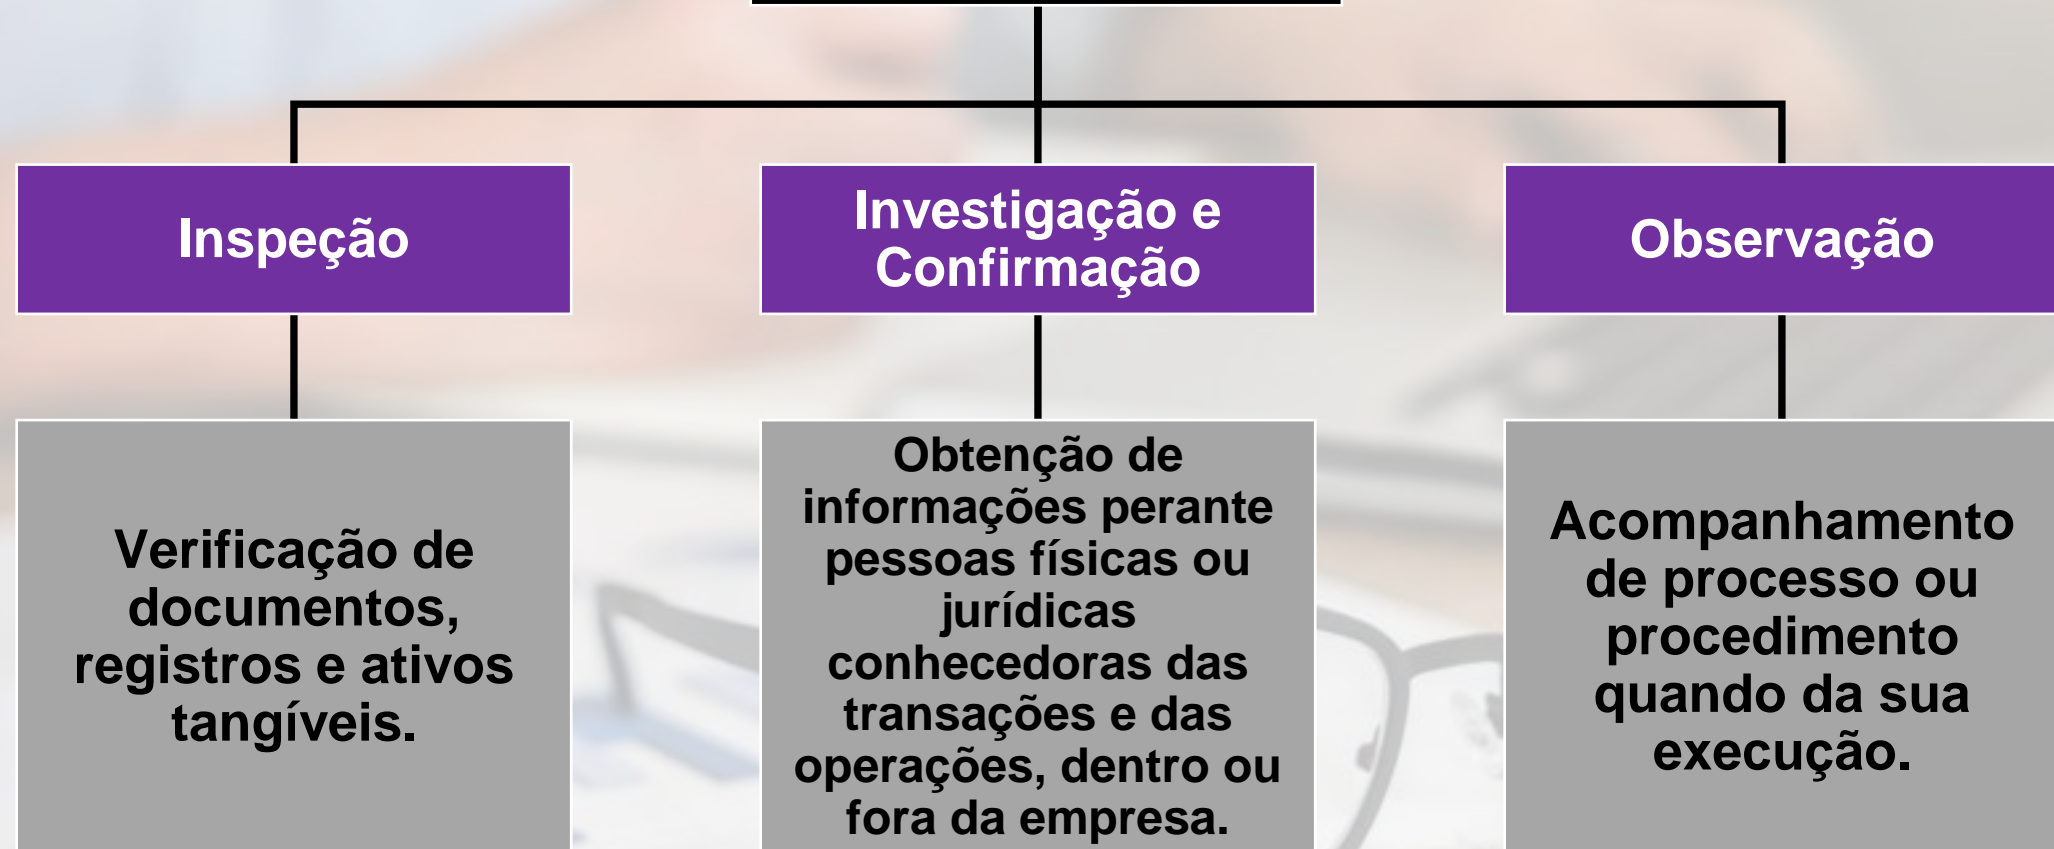 Inspeção
Investigação e
Confirmação
Observação
Verificação de
documentos,
registros e ativos
tangíveis.
Obtenção de
informações perante
pessoas físicas ou
jurídicas
conhecedoras das
transações e das
operações, dentro ou
fora da empresa.
Acompanhamento
de processo ou
procedimento
quando da sua
execução.